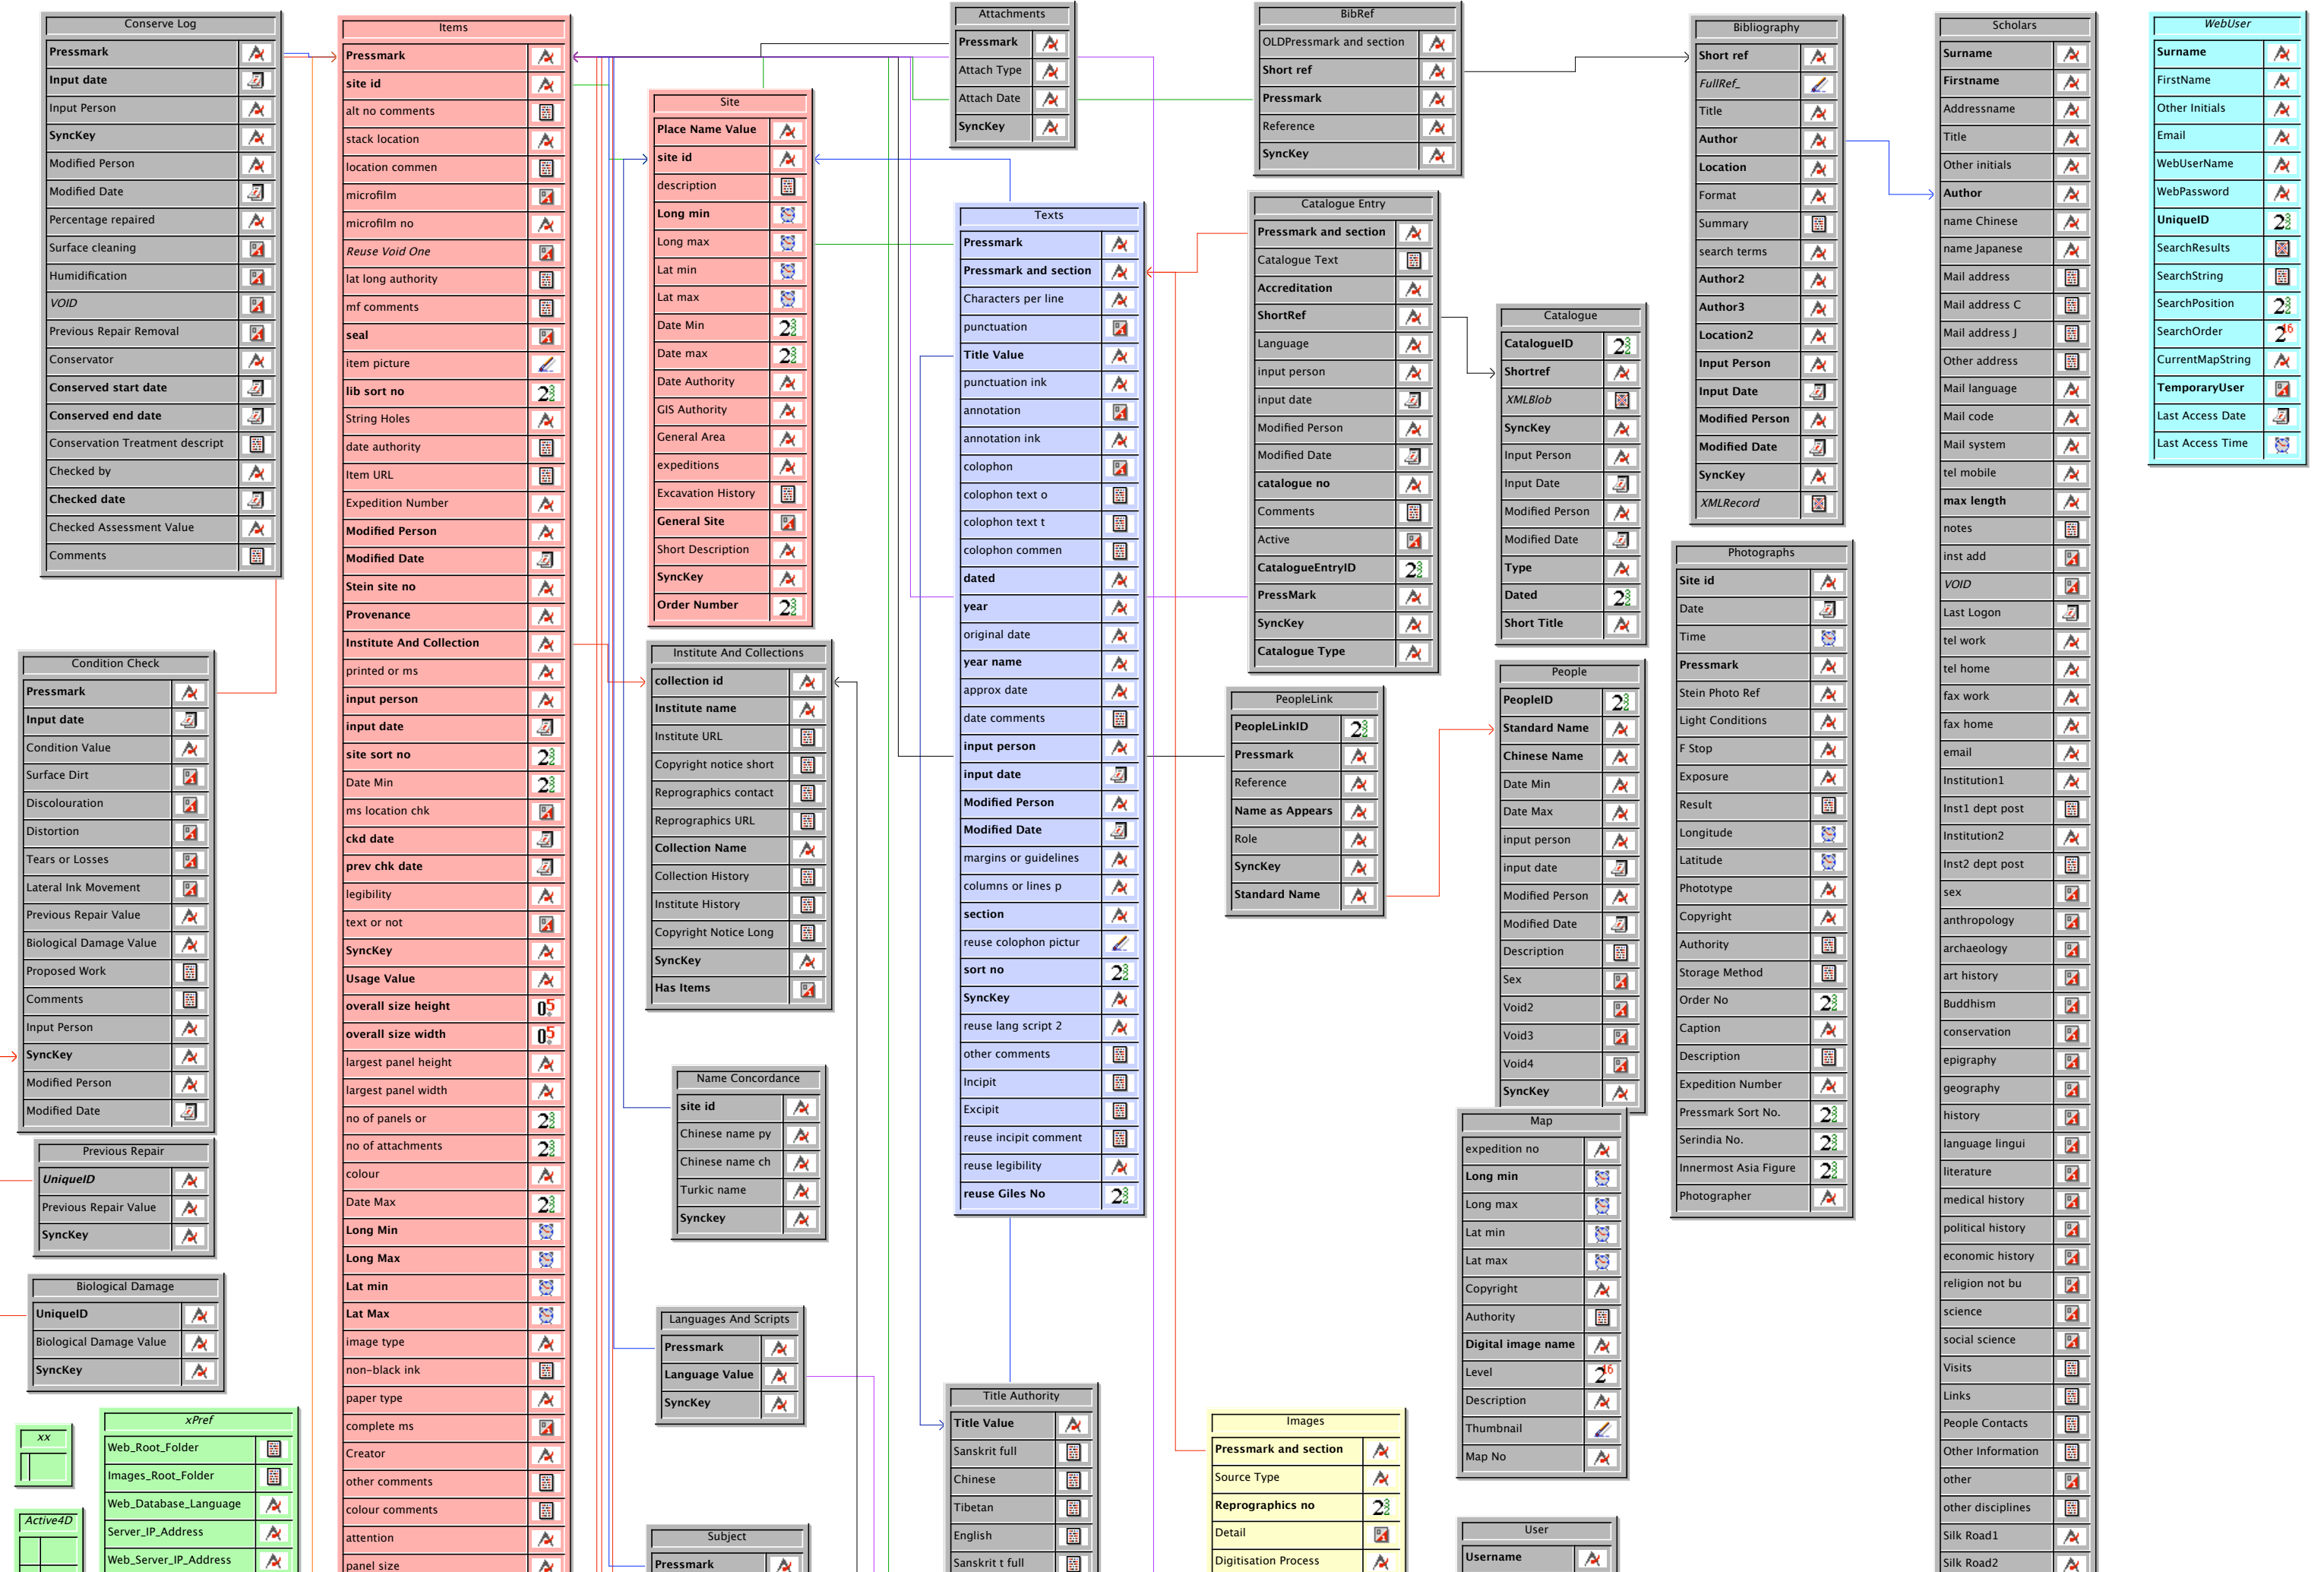 Conserve Log
Pressmark
Input date
Input Person
SyncKey
Modified Person
Modified Date
Percentage repaired
Surface cleaning
Humidification
VOID
Previous Repair Removal
Conservator
Conserved start date
Conserved end date
Conservation Treatment descript
Checked by
Checked date
Checked Assessment Value
Comments
Condition Check
Pressmark
Input date
Condition Value
Surface Dirt
Discolouration
Distortion
Tears or Losses
Lateral Ink Movement
Previous Repair Value
Biological Damage Value
Proposed Work
Comments
Input Person
SyncKey
Modified Person
Modified Date
Previous Repair
UniqueID
Previous Repair Value
SyncKey
Biological Damage
UniqueID
Biological Damage Value
SyncKey
xx
Active4D
xPref
Web_Root_Folder
Images_Root_Folder
Web_Database_Language
Server_IP_Address
Web_Server_IP_Address
Items
Pressmark
site id
alt no comments
stack location
location commen
microfilm
microfilm no
Reuse Void One
lat long authority
mf comments
seal
item picture
lib sort no
String Holes
date authority
Item URL
Expedition Number
Modified Person
Modified Date
Stein site no
Provenance
Institute And Collection
printed or ms
input person
input date
site sort no
Date Min
ms location chk
ckd date
prev chk date
legibility
text or not
SyncKey
Usage Value
overall size height
overall size width
largest panel height
largest panel width
no of panels or
no of attachments
colour
Date Max
Long Min
Long Max
Lat min
Lat Max
image type
non-black ink
paper type
complete ms
Creator
other comments
colour comments
attention
panel size
Site
Place Name Value
site id
description
Long min
Long max
Lat min
Lat max
Date Min
Date max
Date Authority
GIS Authority
General Area
expeditions
Excavation History
General Site
Short Description
SyncKey
Order Number
Institute And Collections
collection id
Institute name
Institute URL
Copyright notice short
Reprographics contact
Reprographics URL
Collection Name
Collection History
Institute History
Copyright Notice Long
SyncKey
Has Items
Name Concordance
site id
Chinese name py
Chinese name ch
Turkic name
Synckey
Languages And Scripts
Pressmark
Language Value
SyncKey
Subject
Pressmark
Attachments
Pressmark
Attach Type
Attach Date
SyncKey
Texts
Pressmark
Pressmark and section
Characters per line
punctuation
Title Value
punctuation ink
annotation
annotation ink
colophon
colophon text o
colophon text t
colophon commen
dated
year
original date
year name
approx date
date comments
input person
input date
Modified Person
Modified Date
margins or guidelines
columns or lines p
section
reuse colophon pictur
sort no
SyncKey
reuse lang script 2
other comments
Incipit
Excipit
reuse incipit comment
reuse legibility
reuse Giles No
Title Authority
Title Value
Sanskrit full
Chinese
Tibetan
English
Sanskrit t full
BibRef
OLDPressmark and section
Short ref
Pressmark
Reference
SyncKey
Catalogue Entry
Pressmark and section
Catalogue Text
Accreditation
ShortRef
Language
input person
input date
Modified Person
Modified Date
catalogue no
Comments
Active
CatalogueEntryID
PressMark
SyncKey
Catalogue Type
PeopleLink
PeopleLinkID
Pressmark
Reference
Name as Appears
Role
SyncKey
Standard Name
Images
Pressmark and section
Source Type
Reprographics no
Detail
Digitisation Process
Catalogue
CatalogueID
Shortref
XMLBlob
SyncKey
Input Person
Input Date
Modified Person
Modified Date
Type
Dated
Short Title
People
PeopleID
Standard Name
Chinese Name
Date Min
Date Max
input person
input date
Modified Person
Modified Date
Description
Sex
Void2
Void3
Void4
SyncKey
Map
expedition no
Long min
Long max
Lat min
Lat max
Copyright
Authority
Digital image name
Level
Description
Thumbnail
Map No
User
Username
Bibliography
Short ref
FullRef_
Title
Author
Location
Format
Summary
search terms
Author2
Author3
Location2
Input Person
Input Date
Modified Person
Modified Date
SyncKey
XMLRecord
Photographs
Site id
Date
Time
Pressmark
Stein Photo Ref
Light Conditions
F Stop
Exposure
Result
Longitude
Latitude
Phototype
Copyright
Authority
Storage Method
Order No
Caption
Description
Expedition Number
Pressmark Sort No.
Serindia No.
Innermost Asia Figure
Photographer
Scholars
Surname
Firstname
Addressname
Title
Other initials
Author
name Chinese
name Japanese
Mail address
Mail address C
Mail address J
Other address
Mail language
Mail code
Mail system
tel mobile
max length
notes
inst add
VOID
Last Logon
tel work
tel home
fax work
fax home
email
Institution1
Inst1 dept post
Institution2
Inst2 dept post
sex
anthropology
archaeology
art history
Buddhism
conservation
epigraphy
geography
history
language lingui
literature
medical history
political history
economic history
religion not bu
science
social science
Visits
Links
People Contacts
Other Information
other
other disciplines
Silk Road1
Silk Road2
WebUser
Surname
FirstName
Other Initials
Email
WebUserName
WebPassword
UniqueID
SearchResults
SearchString
SearchPosition
SearchOrder
CurrentMapString
TemporaryUser
Last Access Date
Last Access Time